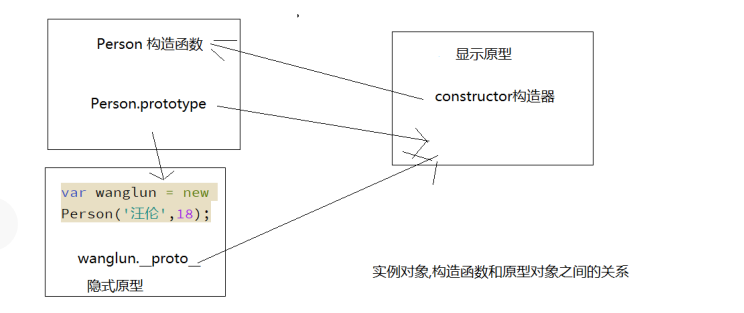 Person 构造函数
Person.prototype
显示原型
constructor构造器
var wanglun = new
Person('汪伦',18);
wanglun.__proto__
隐式原型
实例对象,构造函数和原型对象之间的关系